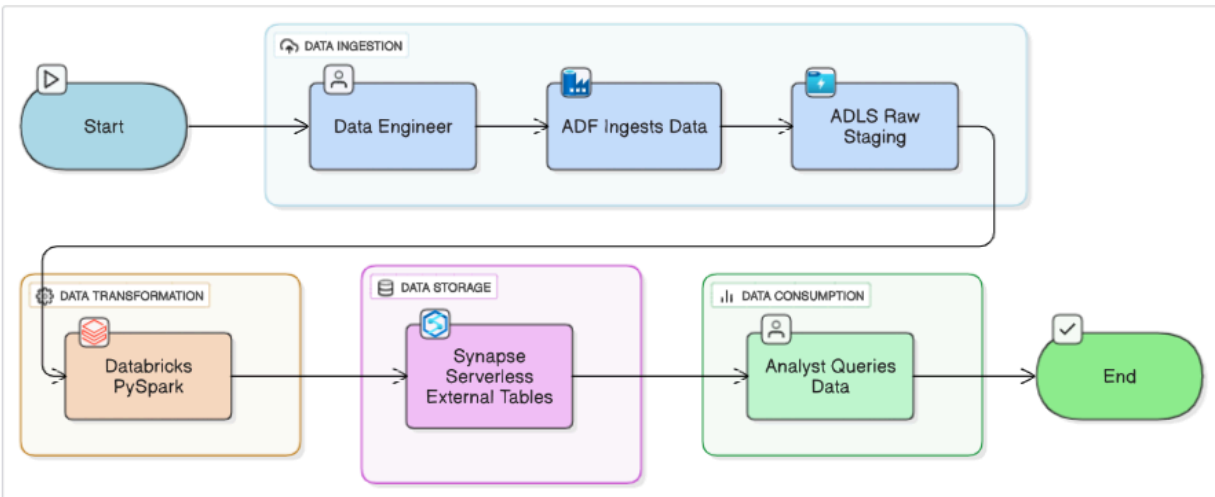 DATA INGESTION
Start
Data Engineer
ADF Ingests Data
ADLS Raw
Staging
DATA TRANSFORMATION
Databricks
PySpark
DATA STORAGE
Synapse
Serverless
External Tables
DATA CONSUMPTION
Analyst Queries
Data
End